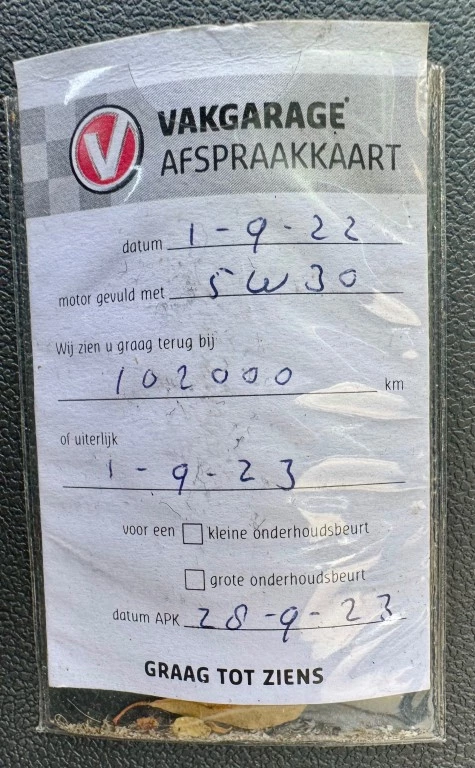 V VAKGARAGE
AFSPRAAKKAART
datum 1-9-22
motor gevuld met 5W30
Wij zien u graag terug bij
102000 km
of uiterlijk
1-9-23
voor een kleine onderhoudsbeurt
grote onderhoudsbeurt
datum APK 28-9-23
GRAAG TOT ZIENS